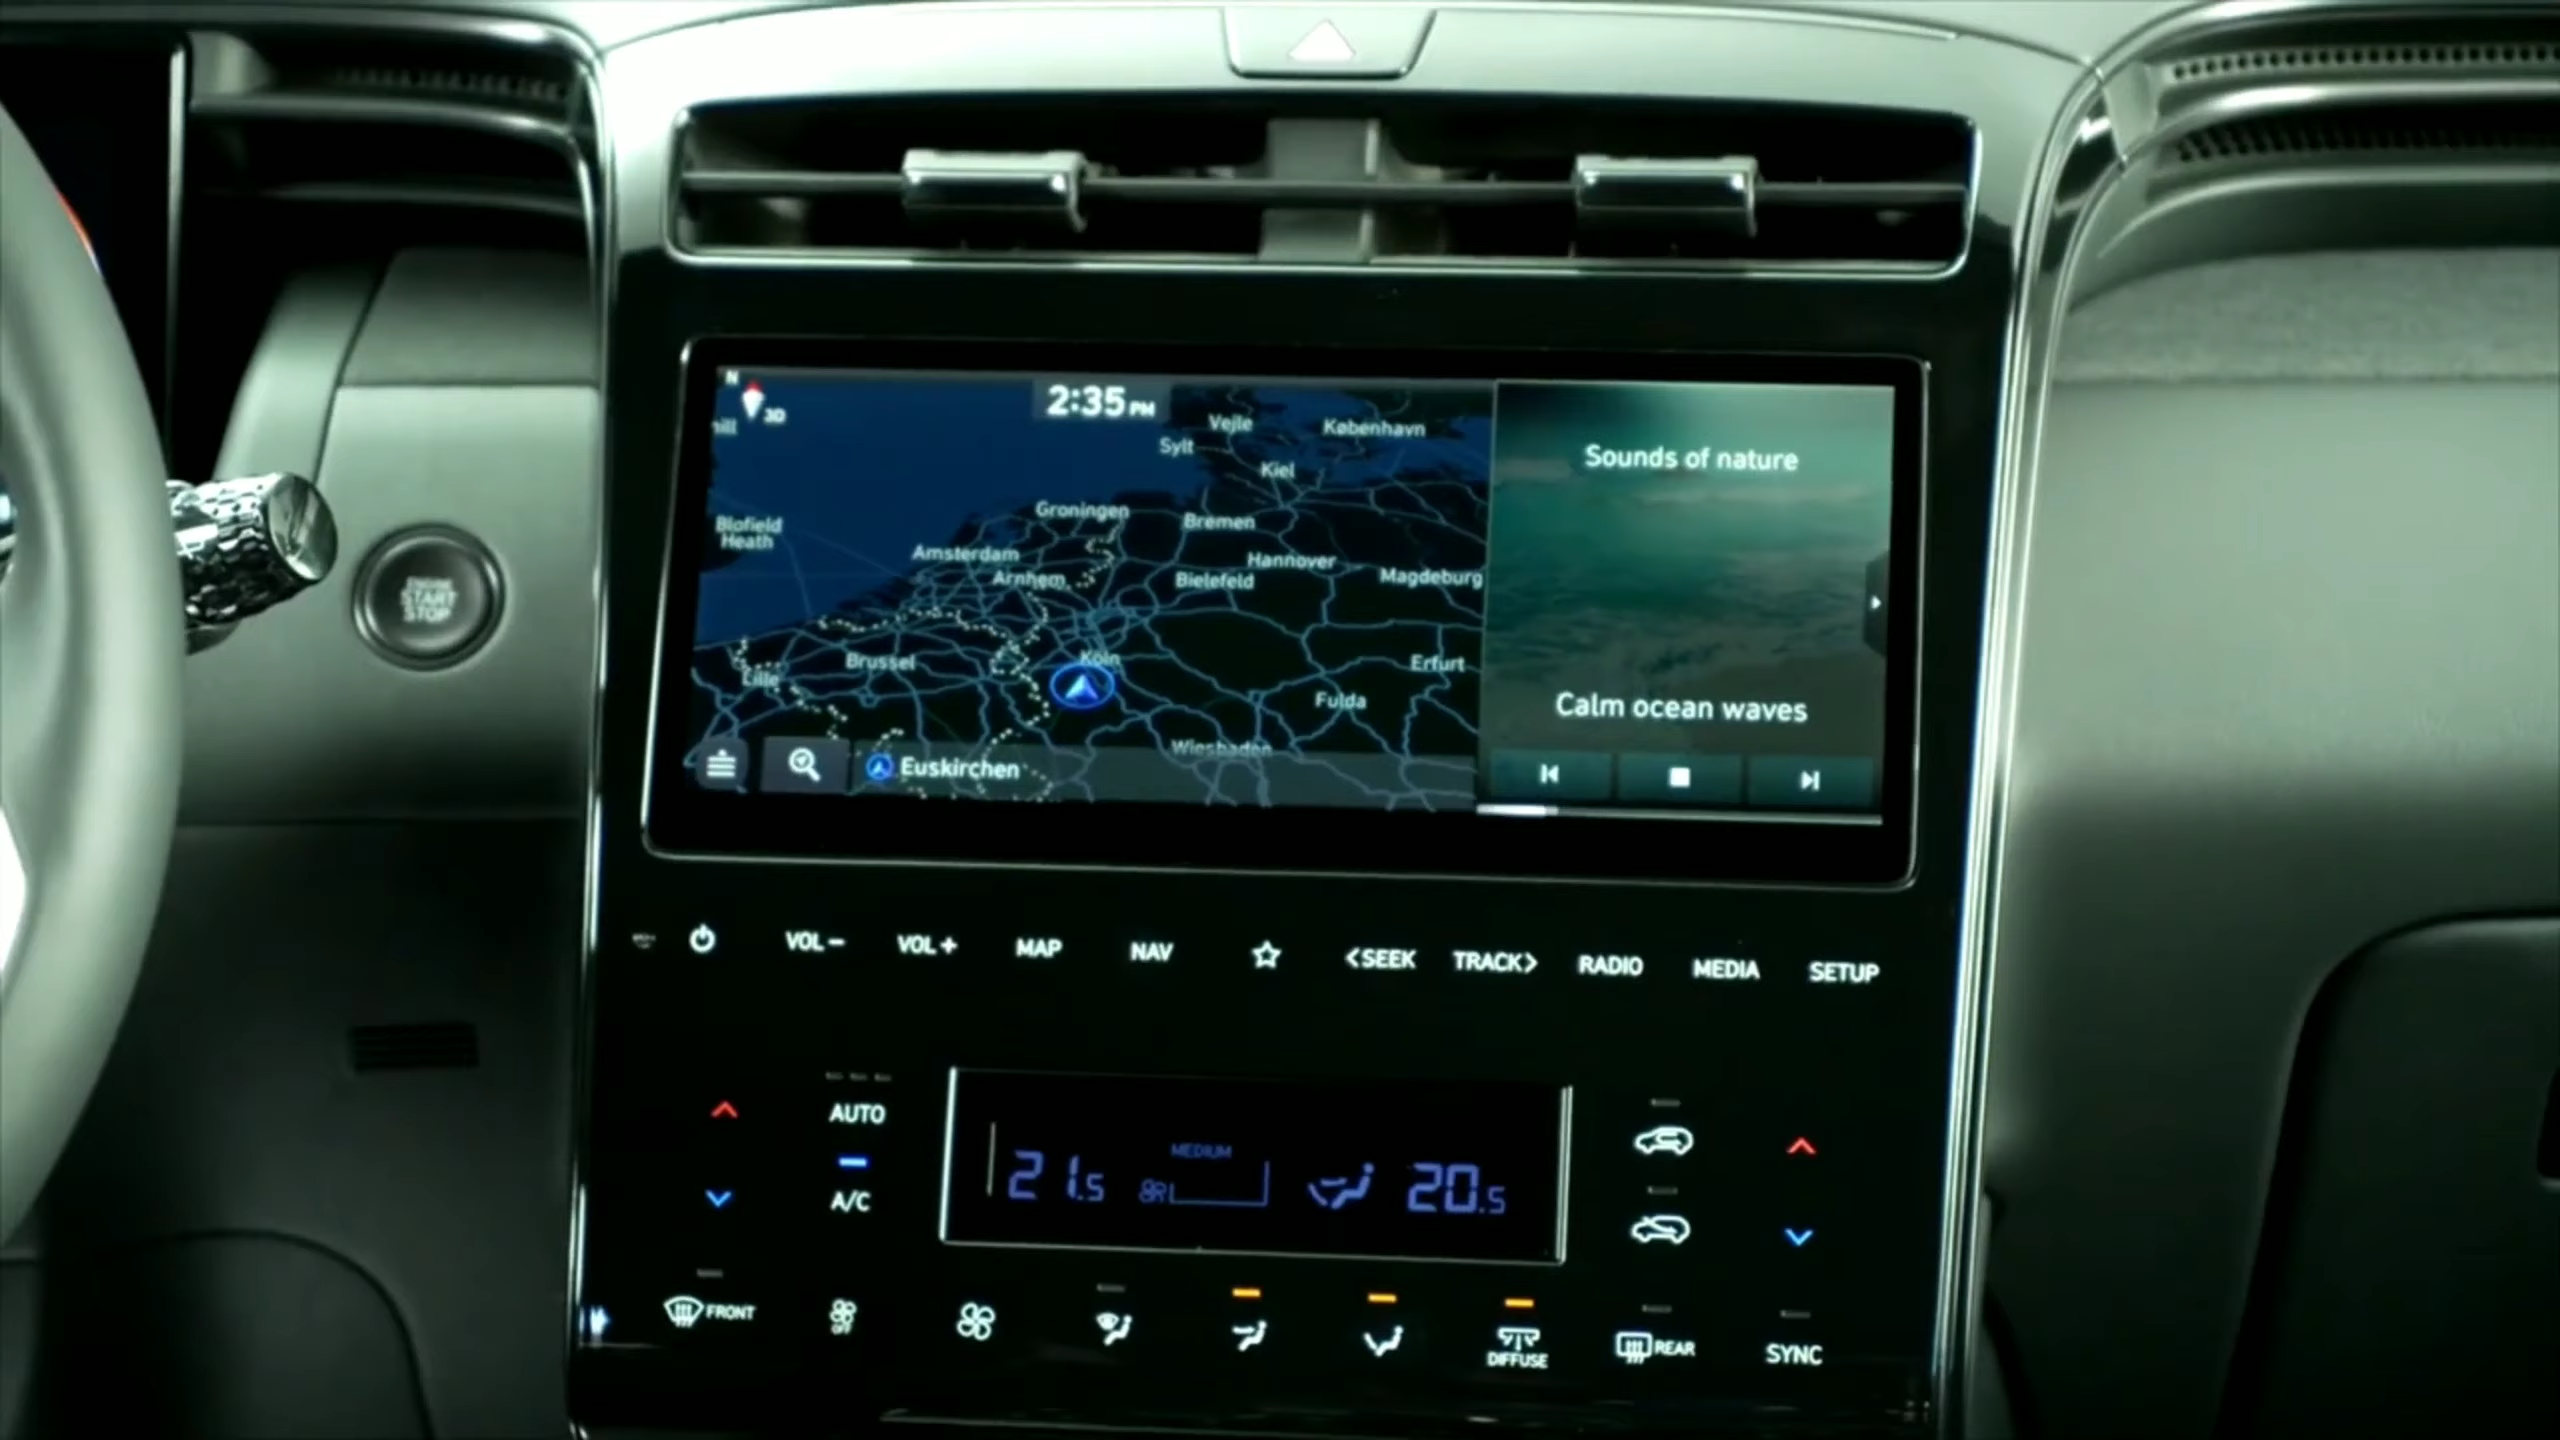 N
3D
2:35 PM
Vejle
København
Sylt
Kiel
Groningen
Bremen
Blofield
Heath
Amsterdam
Hannover
Arnhem
Bielefeld
Magdeburg
Köln
Brussel
Erfurt
Lille
Fulda
Wiesbaden
Euskirchen
Sounds of nature
Calm ocean waves
ENGINE
START
STOP
VOL−
VOL+
MAP
NAV
<SEEK
TRACK>
RADIO
MEDIA
SETUP
AUTO
A/C
21.5
MEDIUM
20.5
FRONT
OFF
DIFFUSE
REAR
SYNC